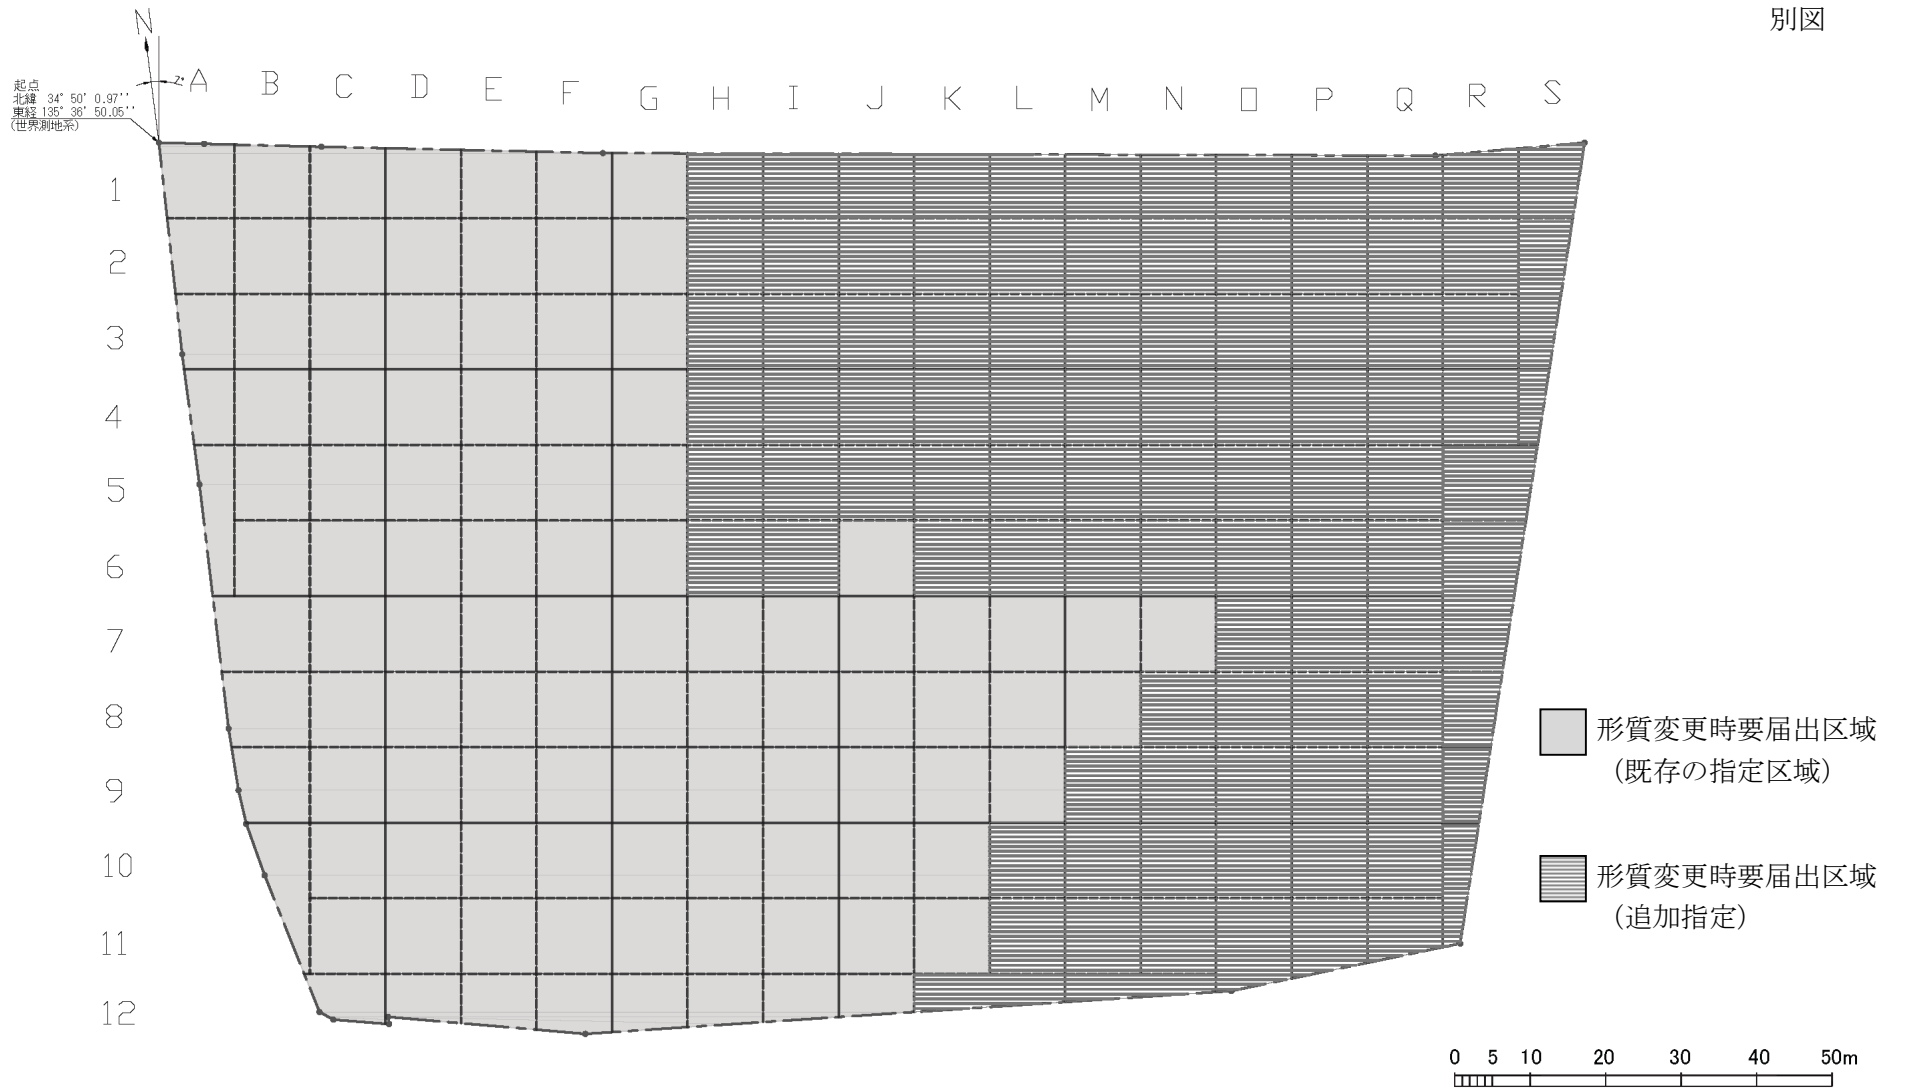 別図
N
2°
起点
北緯 34° 50' 0.97''
東経 135° 36' 50.05''
(世界測地系)
A B C D E F G H I J K L M N O P Q R S
1
2
3
4
5
6
7
8
9
10
11
12
形質変更時要届出区域
（既存の指定区域）
形質変更時要届出区域
（追加指定）
0 5 10 20 30 40 50m